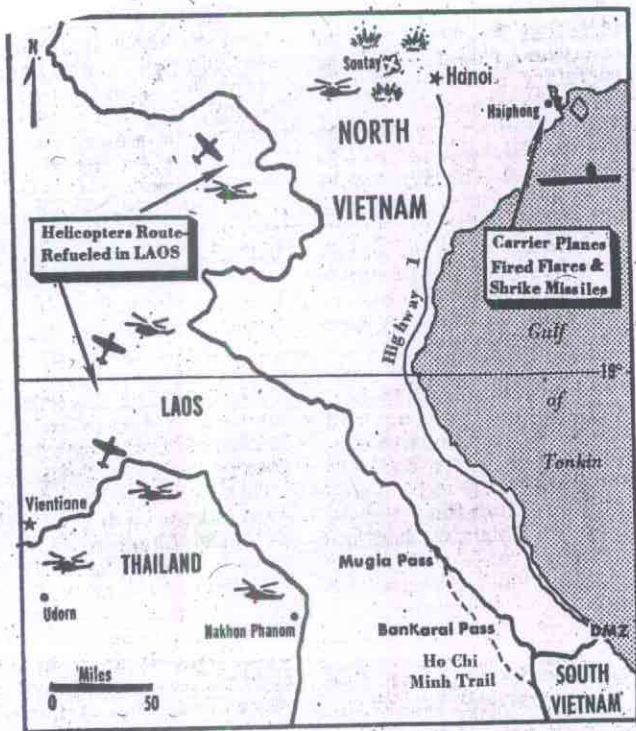 N
Sontay
Hanoi
Haiphong
NORTH
VIETNAM
Helicopters Route
Refueled in LAOS
Carrier Planes
Fired Flares &
Shrike Missiles
Highway 1
Gulf
of
Tonkin
19°
LAOS
Vientiane
THAILAND
Udorn
Nakhon Phanom
Mugia Pass
BanKarai Pass
DMZ
Ho Chi
Minh Trail
SOUTH
VIETNAM
Miles
0 50